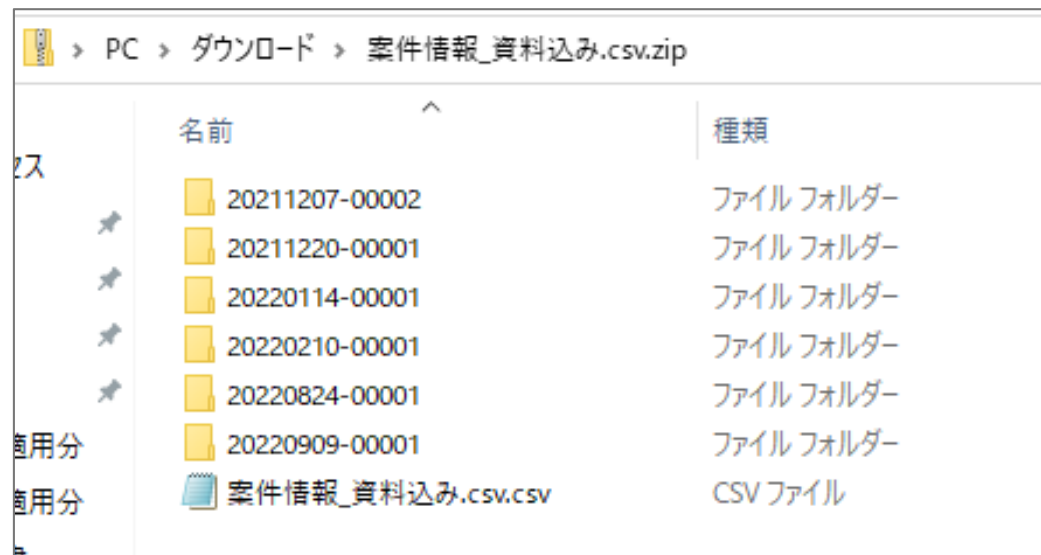 PC > ダウンロード > 案件情報_資料込み.csv.zip
名前 種類
セス
20211207-00002 ファイル フォルダー
20211220-00001 ファイル フォルダー
20220114-00001 ファイル フォルダー
20220210-00001 ファイル フォルダー
20220824-00001 ファイル フォルダー
適用分
20220909-00001 ファイル フォルダー
適用分
案件情報_資料込み.csv.csv CSV ファイル